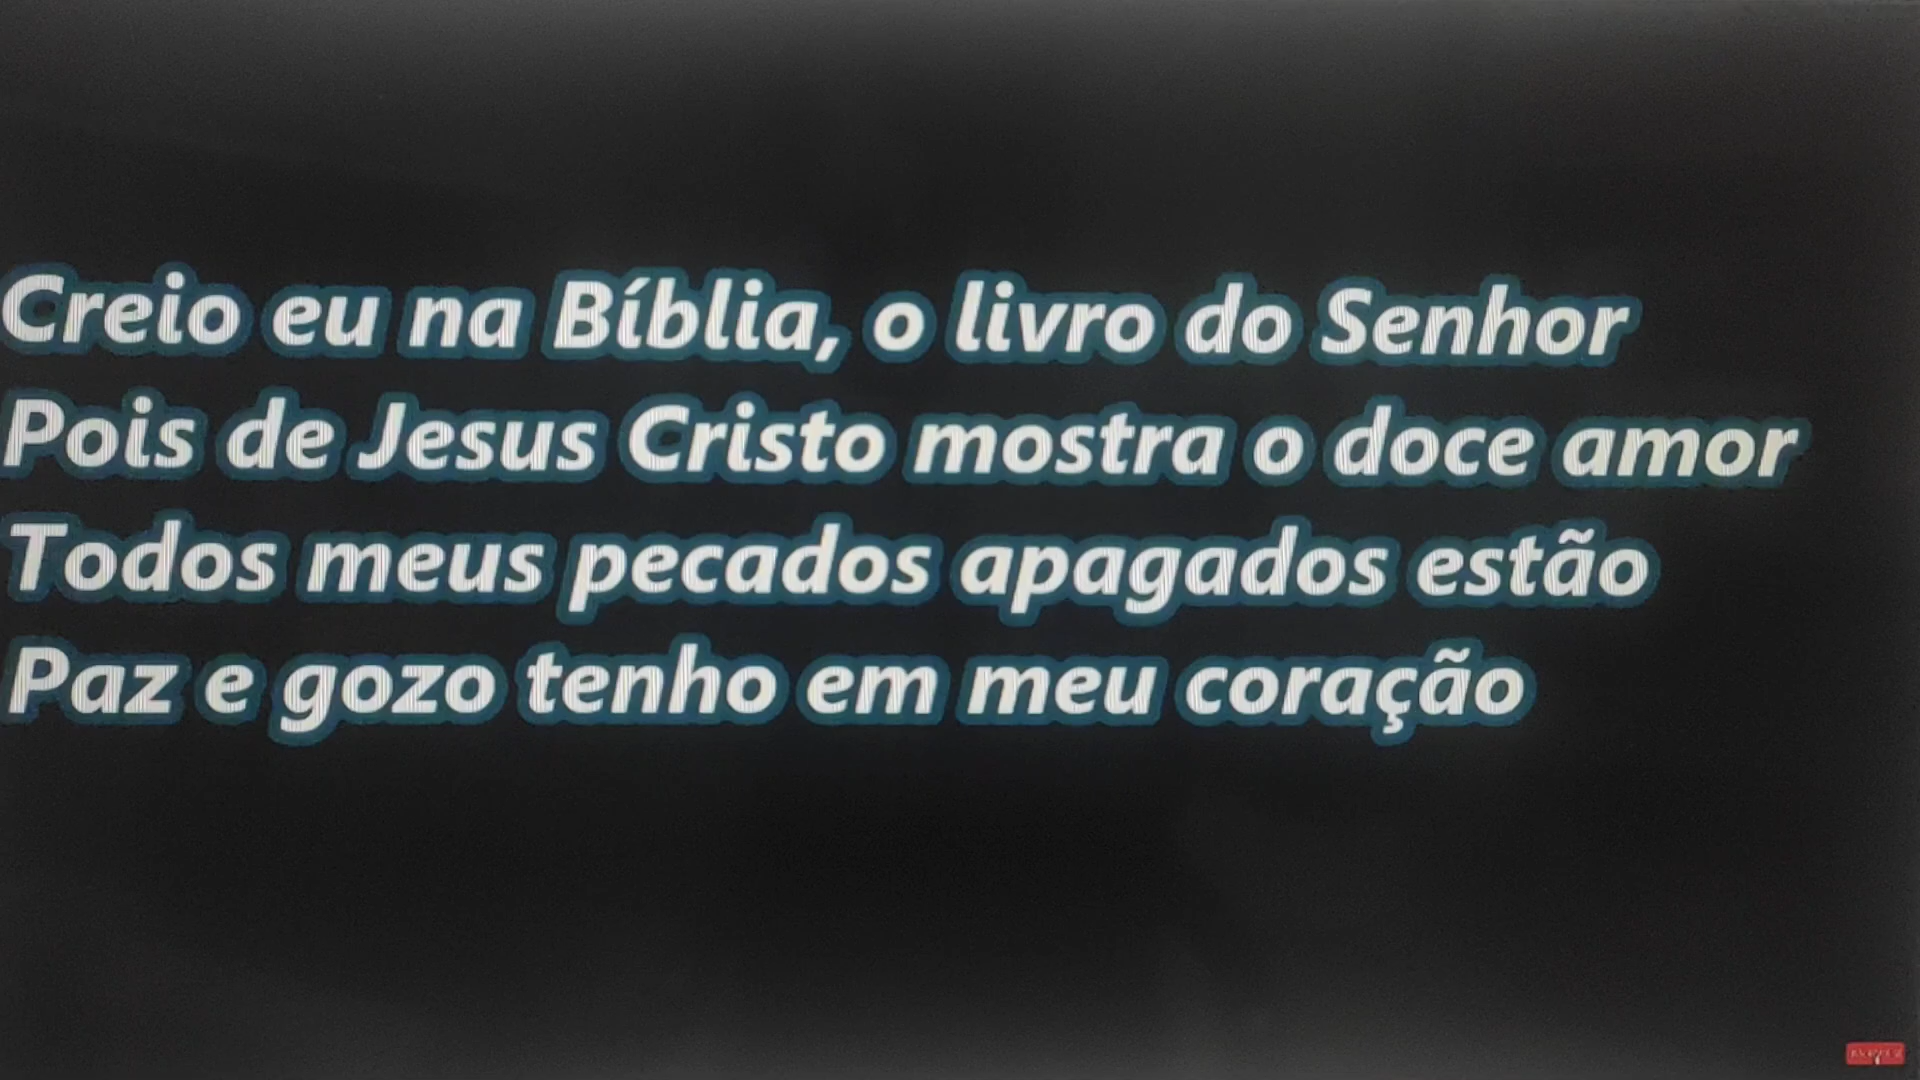 Creio eu na Bíblia, o livro do Senhor
Pois de Jesus Cristo mostra o doce amor
Todos meus pecados apagados estão
Paz e gozo tenho em meu coração